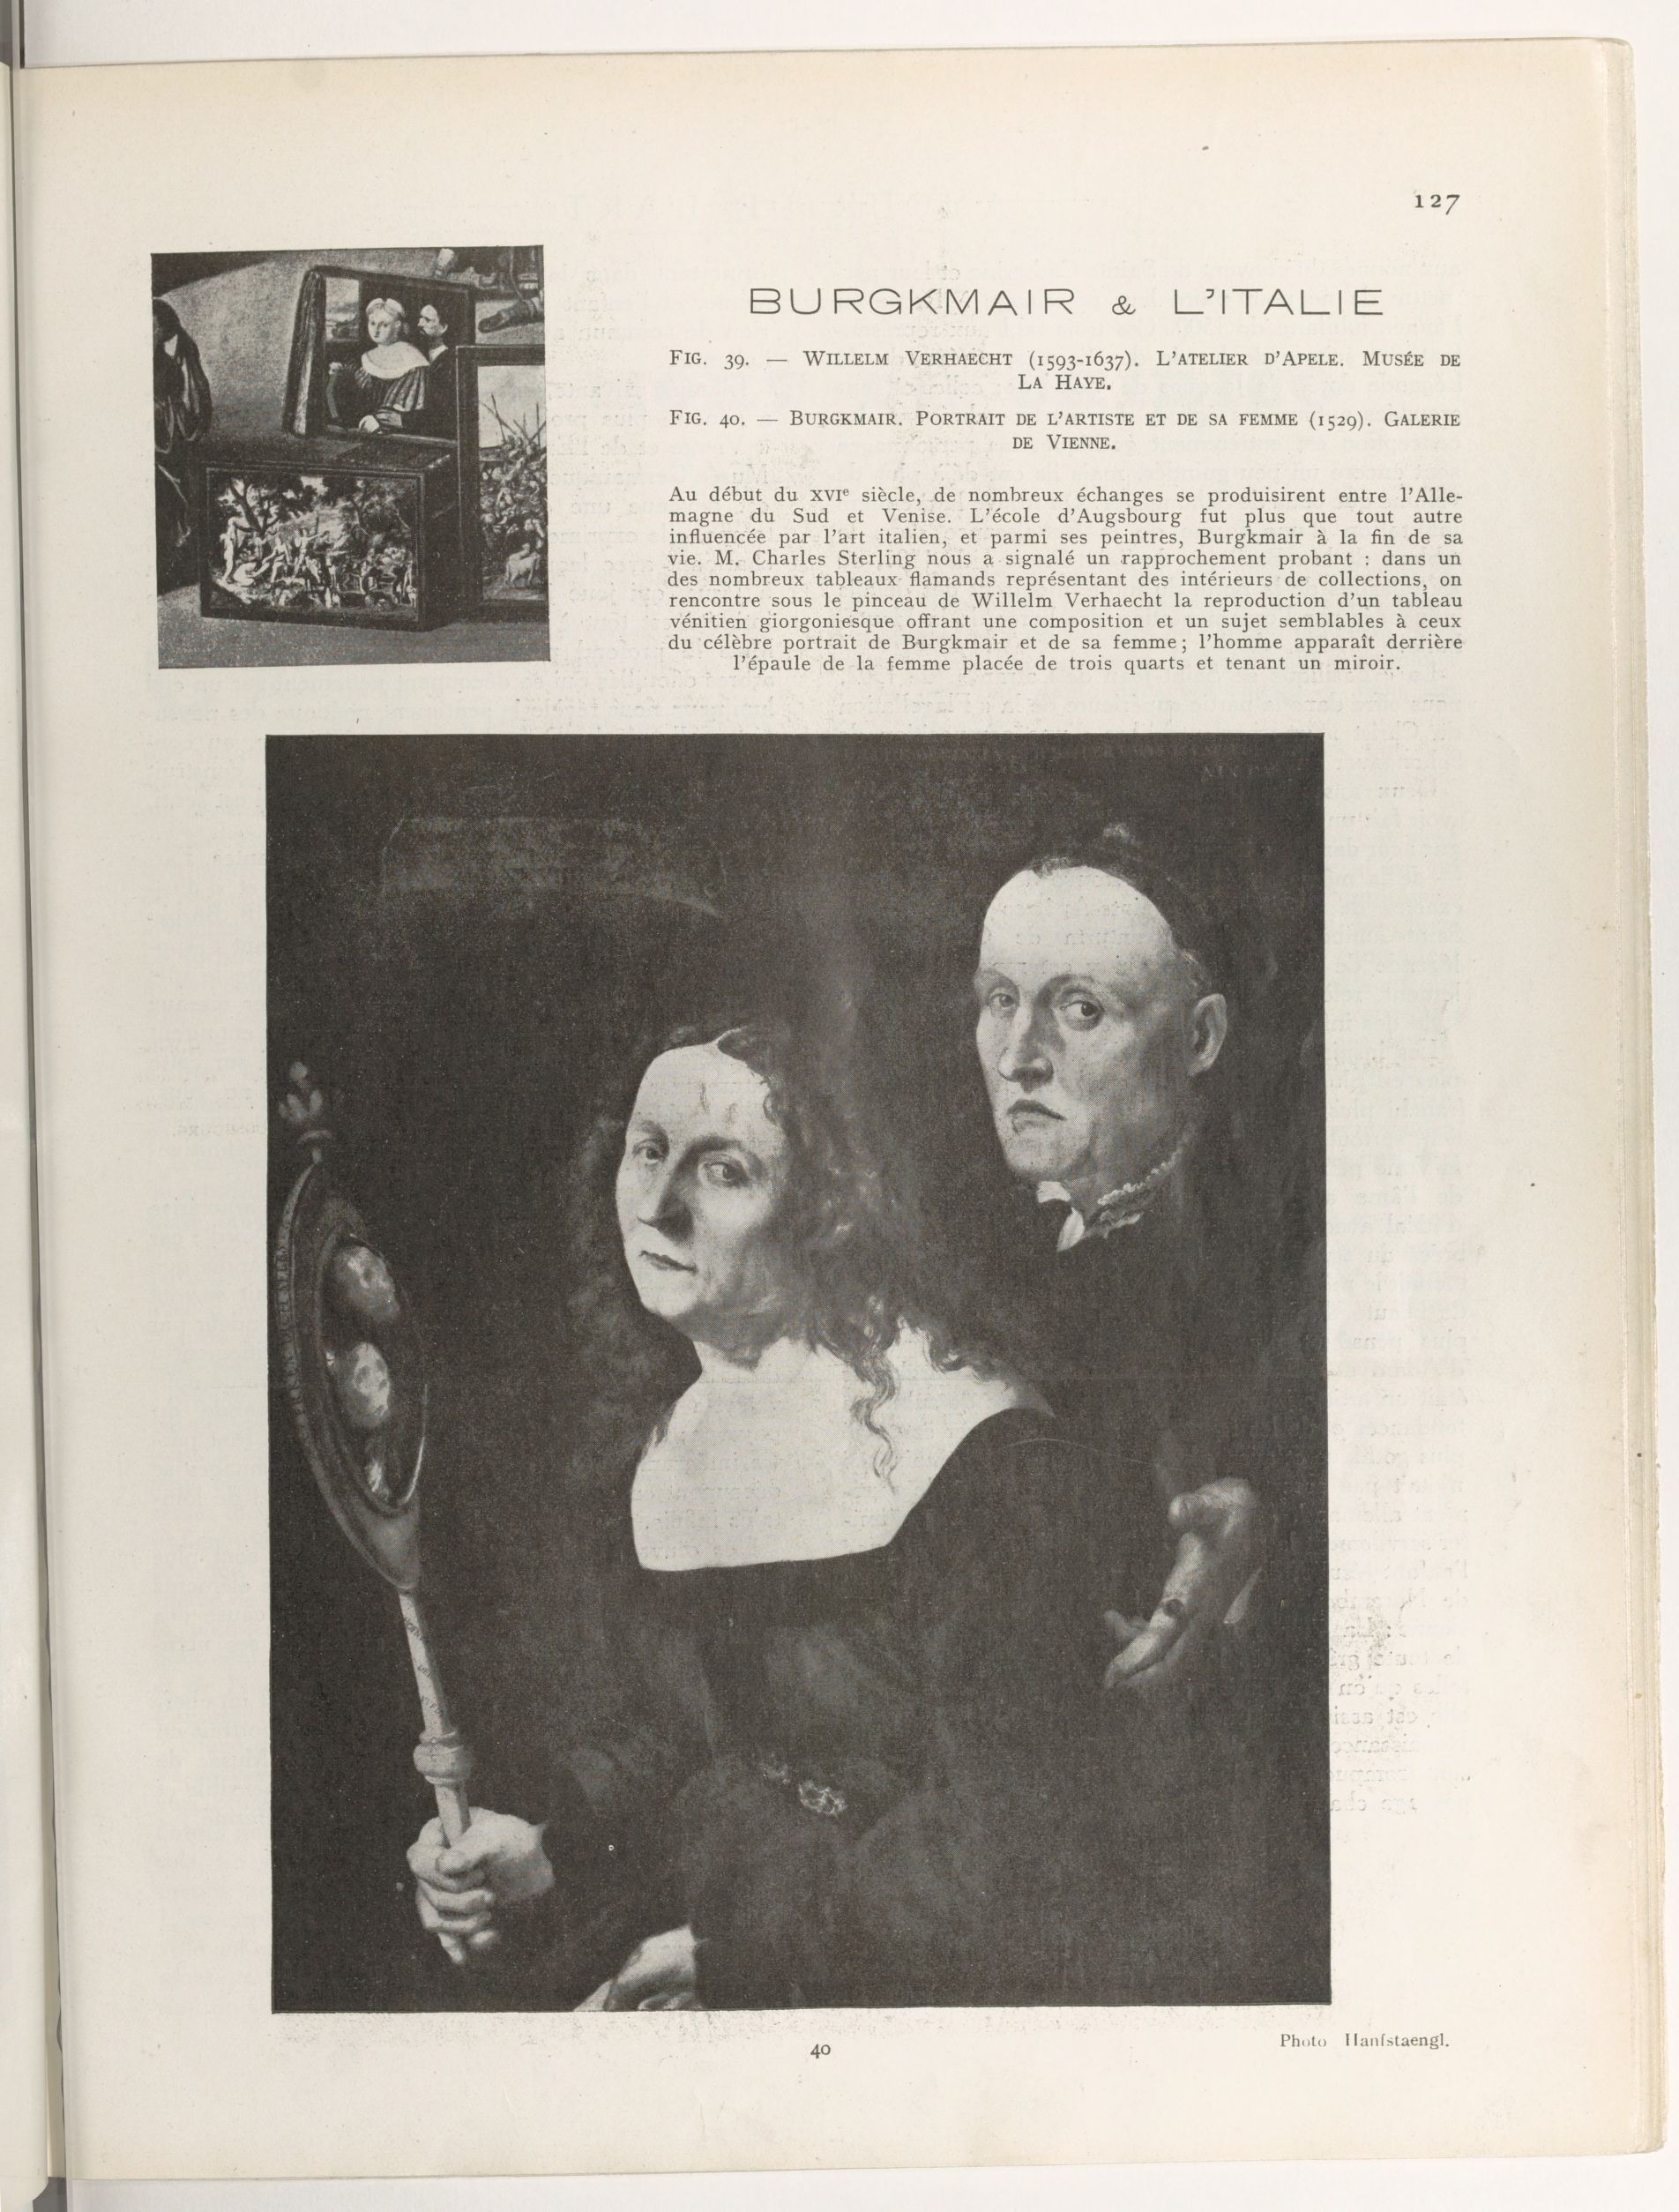 127
BURGKMAIR & L'ITALIE
FIG. 39. — WILLELM VERHAECHT (1593-1637). L'ATELIER D'APELE. MUSÉE DE
LA HAYE.
FIG. 40. — BURGKMAIR. PORTRAIT DE L'ARTISTE ET DE SA FEMME (1529). GALERIE
DE VIENNE.
Au début du XVIe siècle, de nombreux échanges se produisirent entre l'Alle-
magne du Sud et Venise. L'école d'Augsbourg fut plus que tout autre
influencée par l'art italien, et parmi ses peintres, Burgkmair à la fin de sa
vie. M. Charles Sterling nous a signalé un rapprochement probant : dans un
des nombreux tableaux flamands représentant des intérieurs de collections, on
rencontre sous le pinceau de Willelm Verhaecht la reproduction d'un tableau
vénitien giorgoniesque offrant une composition et un sujet semblables à ceux
du célèbre portrait de Burgkmair et de sa femme ; l'homme apparaît derrière
l'épaule de la femme placée de trois quarts et tenant un miroir.
40
Photo Hanfstaengl.